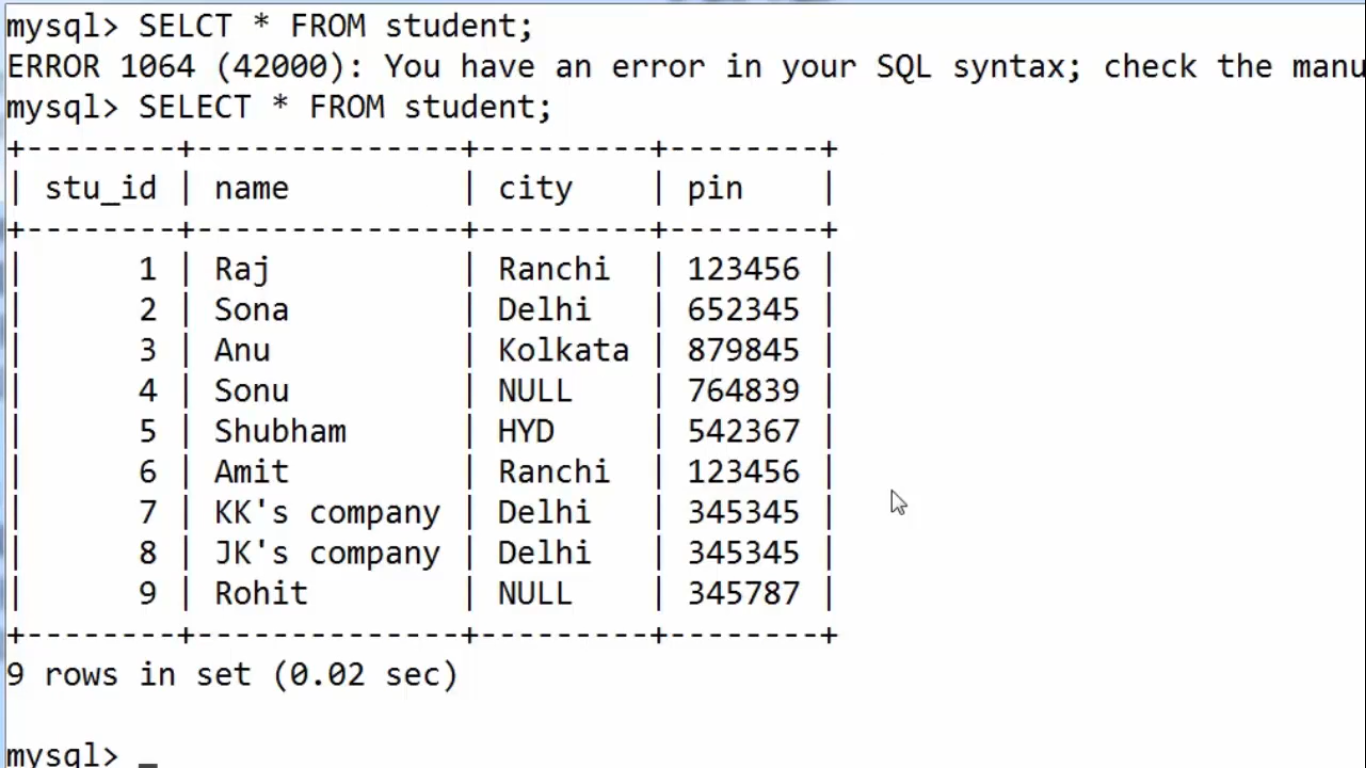 mysql> SELCT * FROM student;
ERROR 1064 (42000): You have an error in your SQL syntax; check the manu
mysql> SELECT * FROM student;
+--------+--------------+---------+--------+
| stu_id | name         | city    | pin    |
+--------+--------------+---------+--------+
|      1 | Raj          | Ranchi  | 123456 |
|      2 | Sona         | Delhi   | 652345 |
|      3 | Anu          | Kolkata | 879845 |
|      4 | Sonu         | NULL    | 764839 |
|      5 | Shubham      | HYD     | 542367 |
|      6 | Amit         | Ranchi  | 123456 |
|      7 | KK's company | Delhi   | 345345 |
|      8 | JK's company | Delhi   | 345345 |
|      9 | Rohit        | NULL    | 345787 |
+--------+--------------+---------+--------+
9 rows in set (0.02 sec)
mysql> _